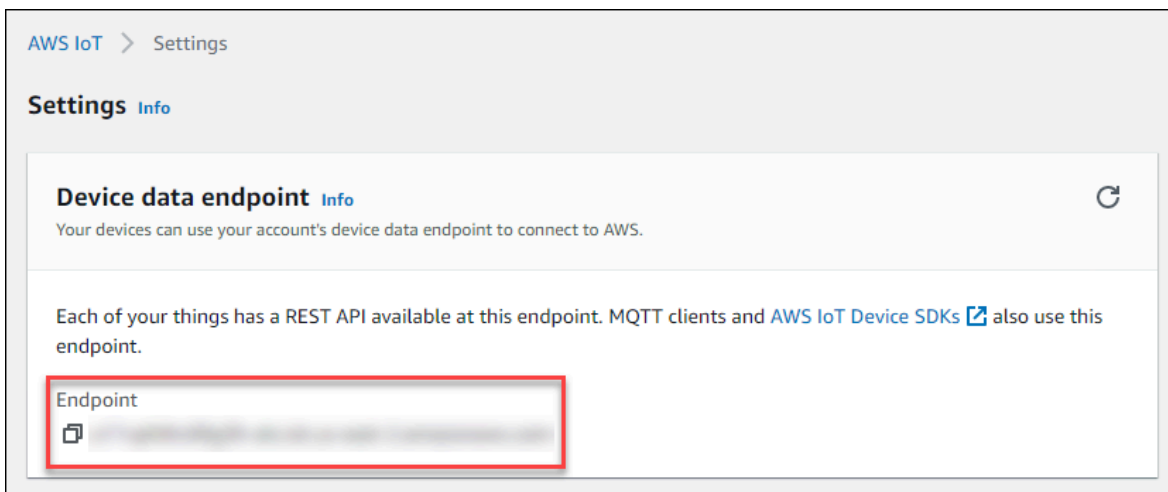 AWS IoT > Settings
Settings Info
Device data endpoint Info
Your devices can use your account's device data endpoint to connect to AWS.
Each of your things has a REST API available at this endpoint. MQTT clients and AWS IoT Device SDKs also use this
endpoint.
Endpoint